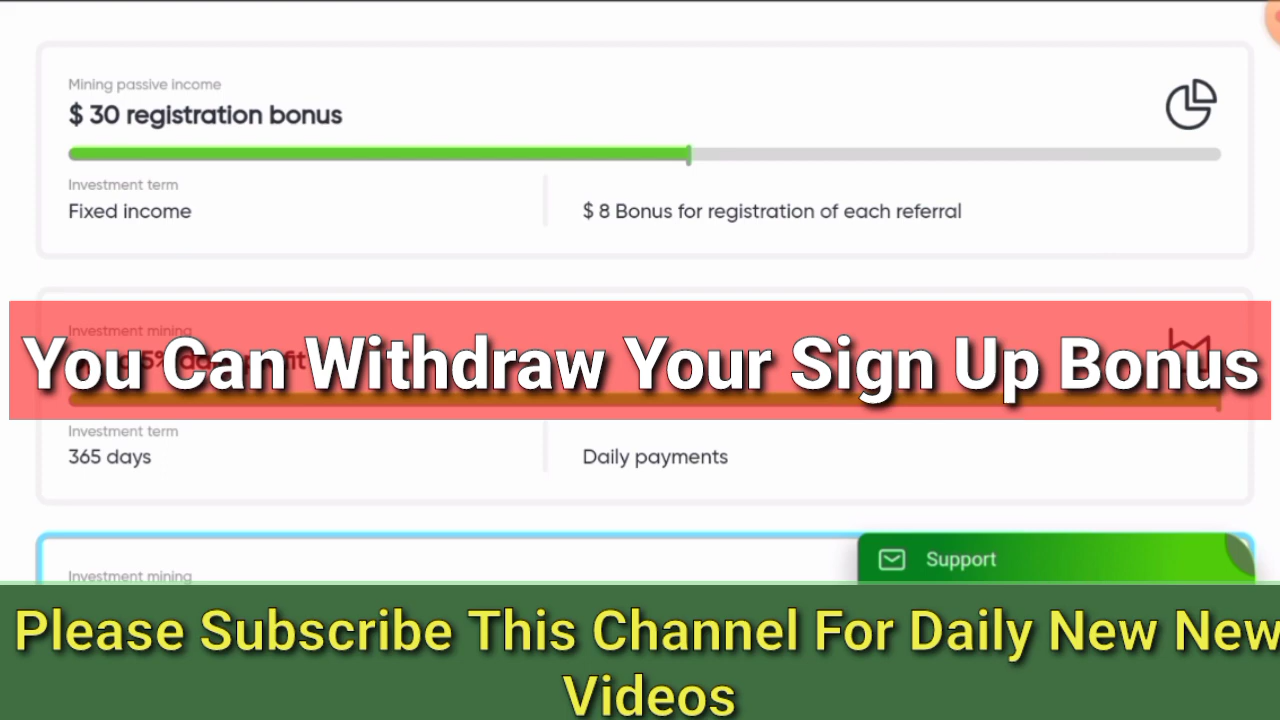 Mining passive income
$ 30 registration bonus
Investment term
Fixed income
$ 8 Bonus for registration of each referral
Investment mining
You Can Withdraw Your Sign Up Bonus
Investment term
365 days
Daily payments
Support
Investment mining
Please Subscribe This Channel For Daily New New
Videos